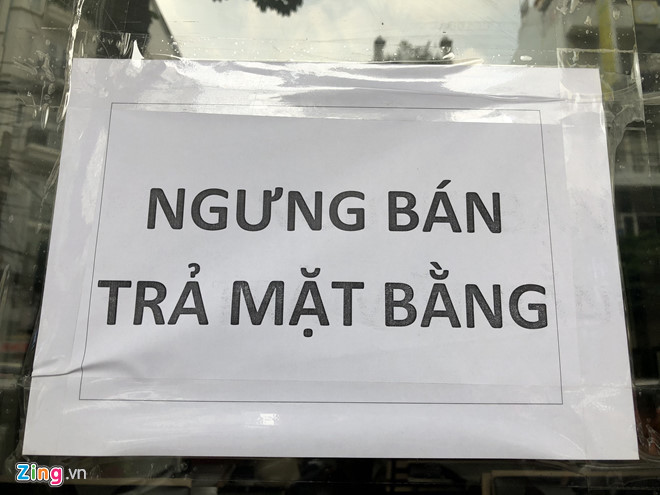 NGƯNG BÁN
TRẢ MẶT BẰNG
Zing.vn